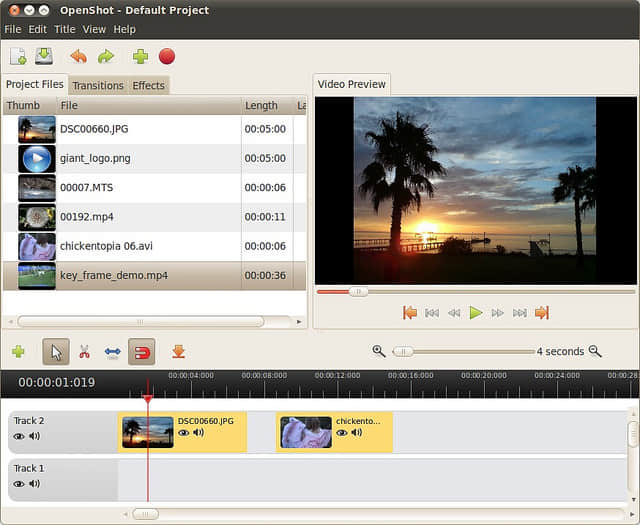 OpenShot - Default Project
File Edit Title View Help
Project Files Transitions Effects
Video Preview
Thumb File Length La
DSC00660.JPG 00:05:00
giant_logo.png 00:05:00
00007.MTS 00:00:06
00192.mp4 00:00:11
chickentopia 06.avi 00:00:06
key_frame_demo.mp4 00:00:36
4 seconds
00:00:01:019
00:00:04:000 00:00:08:000 00:00:12:000 00:00:16:000 00:00:20:000 00:00:24:000 00:00:28
Track 2
DSC00660.JPG
chickento...
Track 1